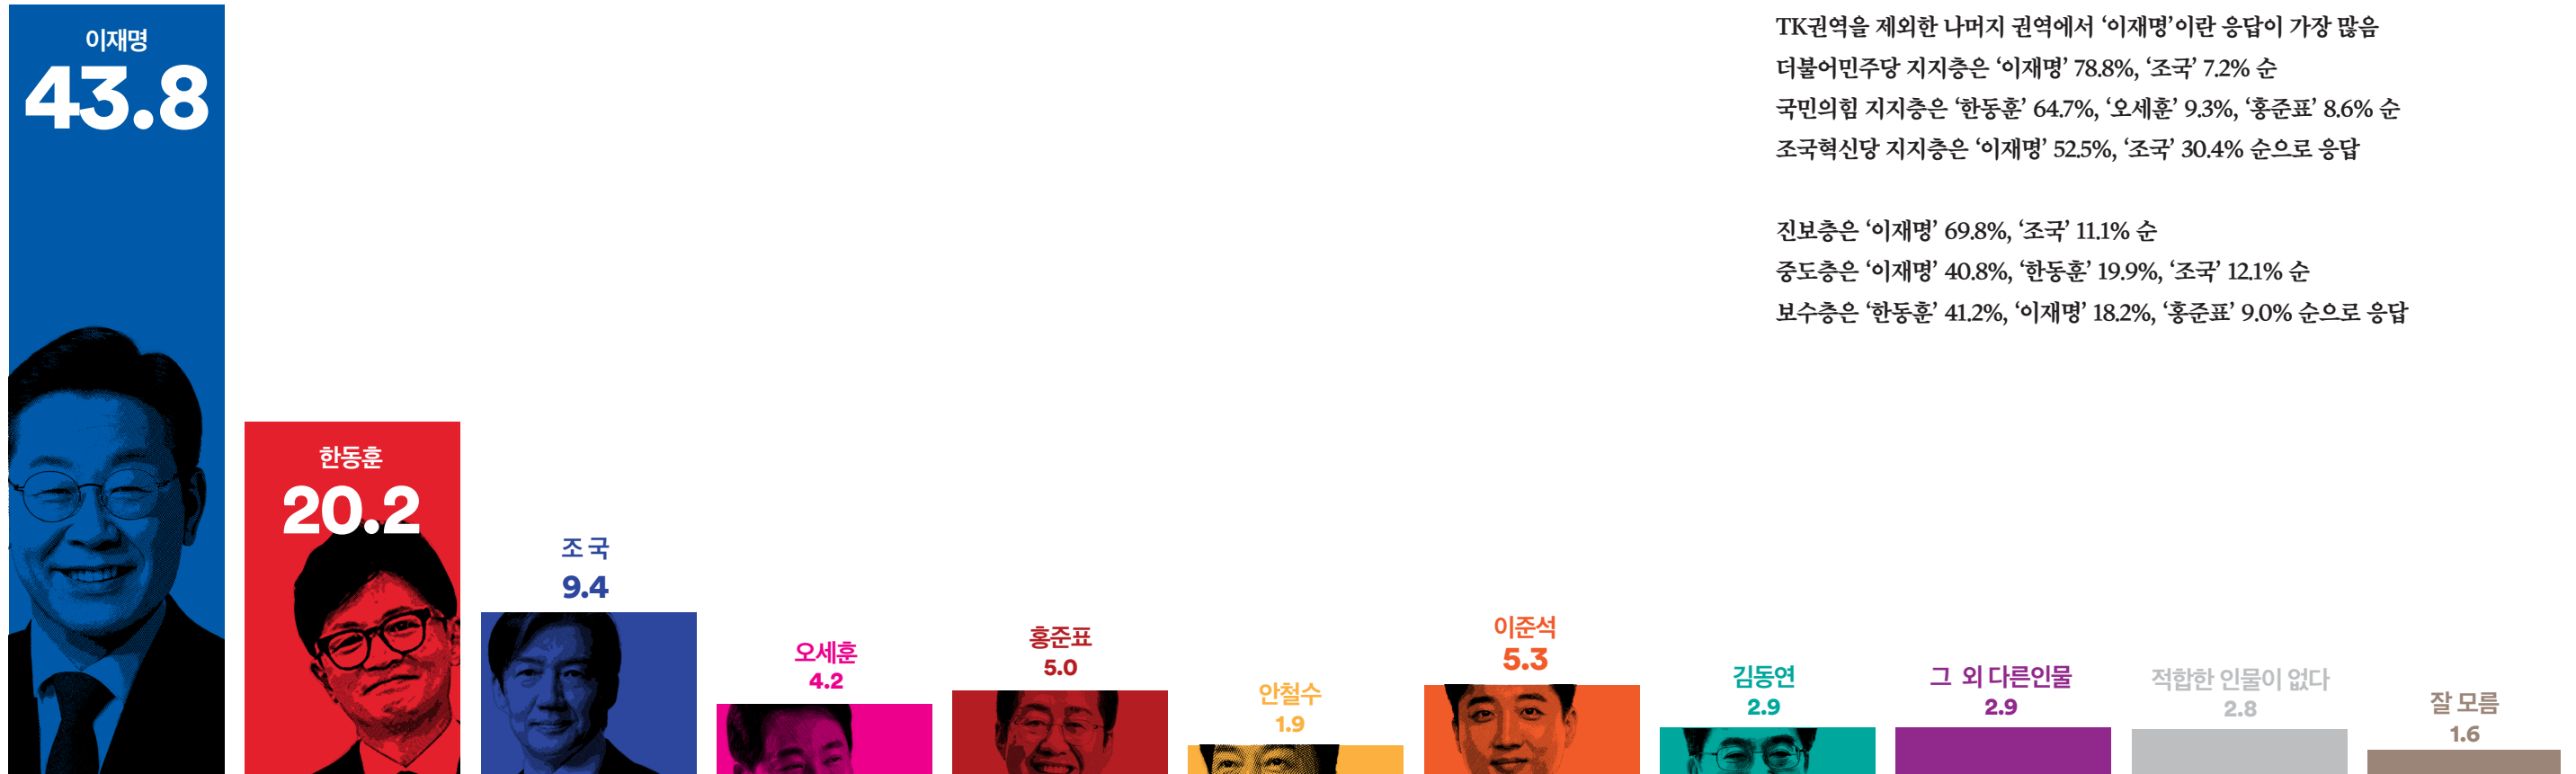 이재명
43.8
한동훈
20.2
조 국
9.4
오세훈
4.2
홍준표
5.0
안철수
1.9
이준석
5.3
김동연
2.9
그 외 다른인물
2.9
적합한 인물이 없다
2.8
잘 모름
1.6
TK권역을 제외한 나머지 권역에서 ‘이재명’이란 응답이 가장 많음
더불어민주당 지지층은 ‘이재명’ 78.8%, ‘조국’ 7.2% 순
국민의힘 지지층은 ‘한동훈’ 64.7%, ‘오세훈’ 9.3%, ‘홍준표’ 8.6% 순
조국혁신당 지지층은 ‘이재명’ 52.5%, ‘조국’ 30.4% 순으로 응답
진보층은 ‘이재명’ 69.8%, ‘조국’ 11.1% 순
중도층은 ‘이재명’ 40.8%, ‘한동훈’ 19.9%, ‘조국’ 12.1% 순
보수층은 ‘한동훈’ 41.2%, ‘이재명’ 18.2%, ‘홍준표’ 9.0% 순으로 응답